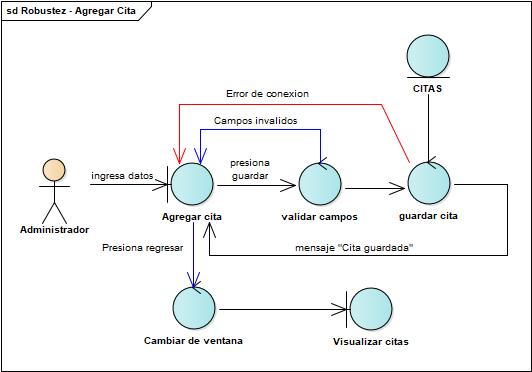 sd Robustez - Agregar Cita
CITAS
Error de conexion
Campos invalidos
ingresa datos
presiona
guardar
Administrador
Agregar cita
validar campos
guardar cita
Presiona regresar
mensaje "Cita guardada"
Cambiar de ventana
Visualizar citas